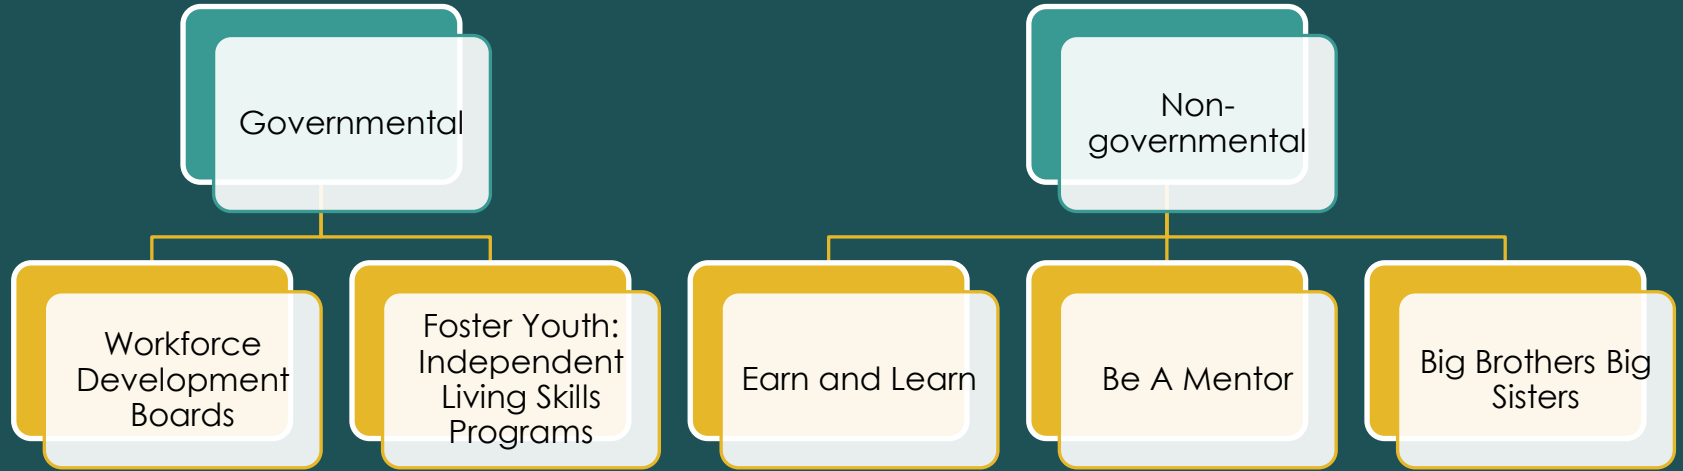 Governmental
Non-
governmental
Workforce
Development
Boards
Foster Youth:
Independent
Living Skills
Programs
Earn and Learn
Be A Mentor
Big Brothers Big
Sisters